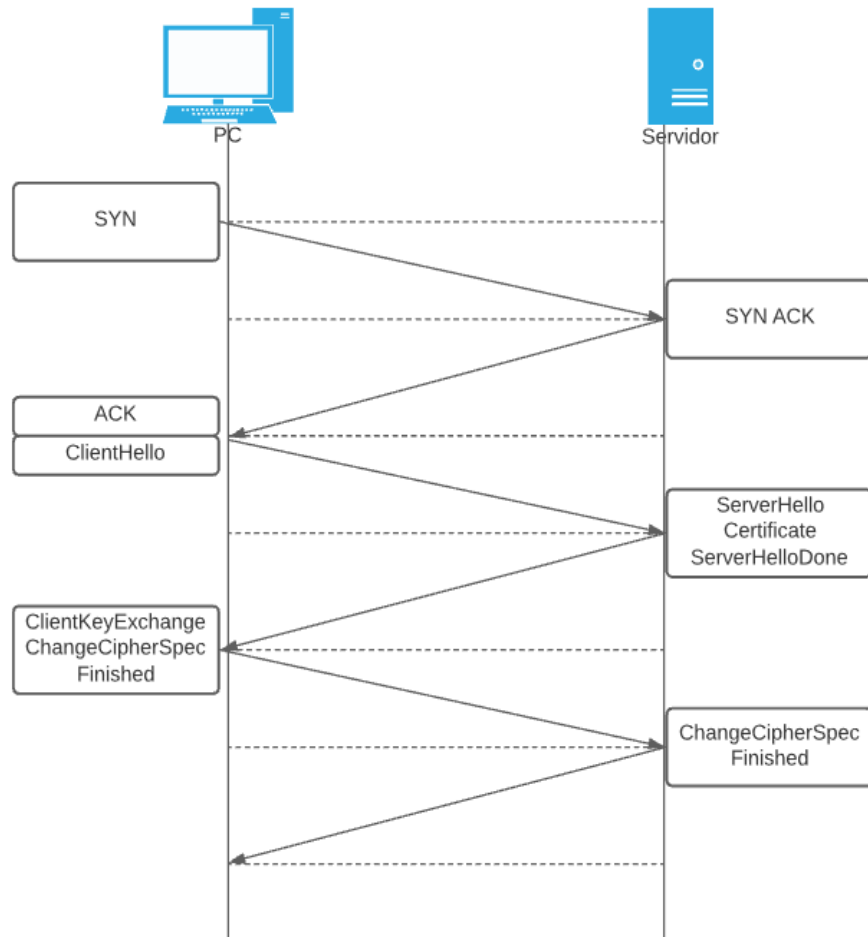 PC
Servidor
SYN
SYN ACK
ACK
ClientHello
ServerHello
Certificate
ServerHelloDone
ClientKeyExchange
ChangeCipherSpec
Finished
ChangeCipherSpec
Finished